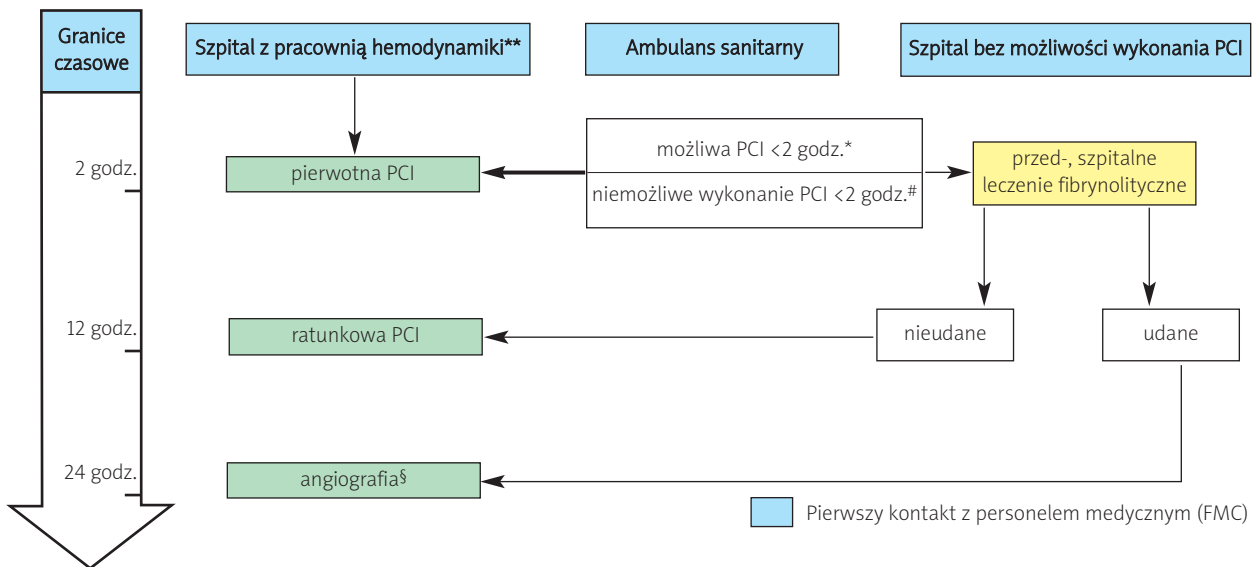 Granice
czasowe
Szpital z pracownią hemodynamiki**
Ambulans sanitarny
Szpital bez możliwości wykonania PCI
2 godz.
pierwotna PCI
możliwa PCI <2 godz.*
niemożliwe wykonanie PCI <2 godz.#
przed-, szpitalne
leczenie fibrynolityczne
12 godz.
ratunkowa PCI
nieudane
udane
24 godz.
angiografia§
Pierwszy kontakt z personelem medycznym (FMC)